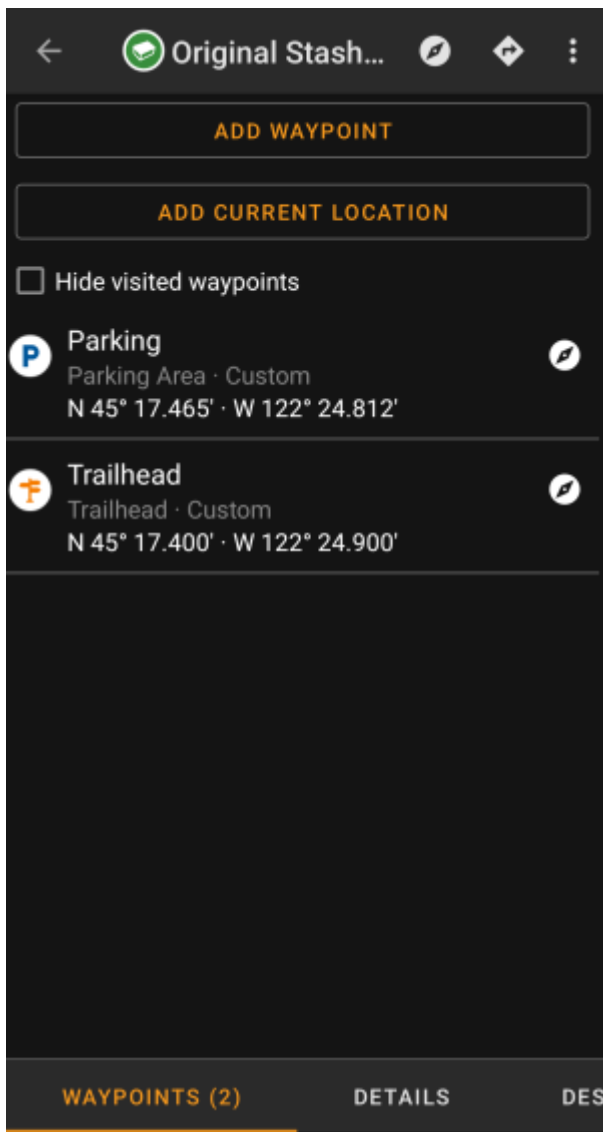 Original Stash...
ADD WAYPOINT
ADD CURRENT LOCATION
Hide visited waypoints
P
Parking
Parking Area · Custom
N 45° 17.465' · W 122° 24.812'
Trailhead
Trailhead · Custom
N 45° 17.400' · W 122° 24.900'
WAYPOINTS (2) DETAILS DES